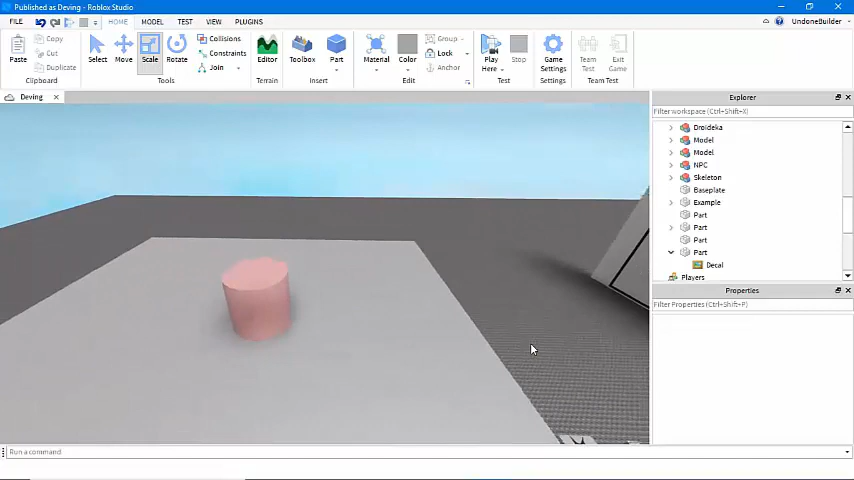 Published as Deving - Roblox Studio
FILE HOME MODEL TEST VIEW PLUGINS UndoneBuilder
Paste Copy Cut Duplicate
Clipboard
Select Move Scale Rotate Collisions Constraints Join
Tools
Editor
Terrain
Toolbox Part
Insert
Material Color Group Lock Anchor
Edit
Play Here Stop
Test
Game Settings
Settings
Team Test Exit Game
Team Test
Deving
Explorer
Filter workspace (Ctrl+Shift+X)
Droideka
Model
Model
NPC
Skeleton
Baseplate
Example
Part
Part
Part
Part
Decal
Players
Properties
Filter Properties (Ctrl+Shift+P)
Run a command